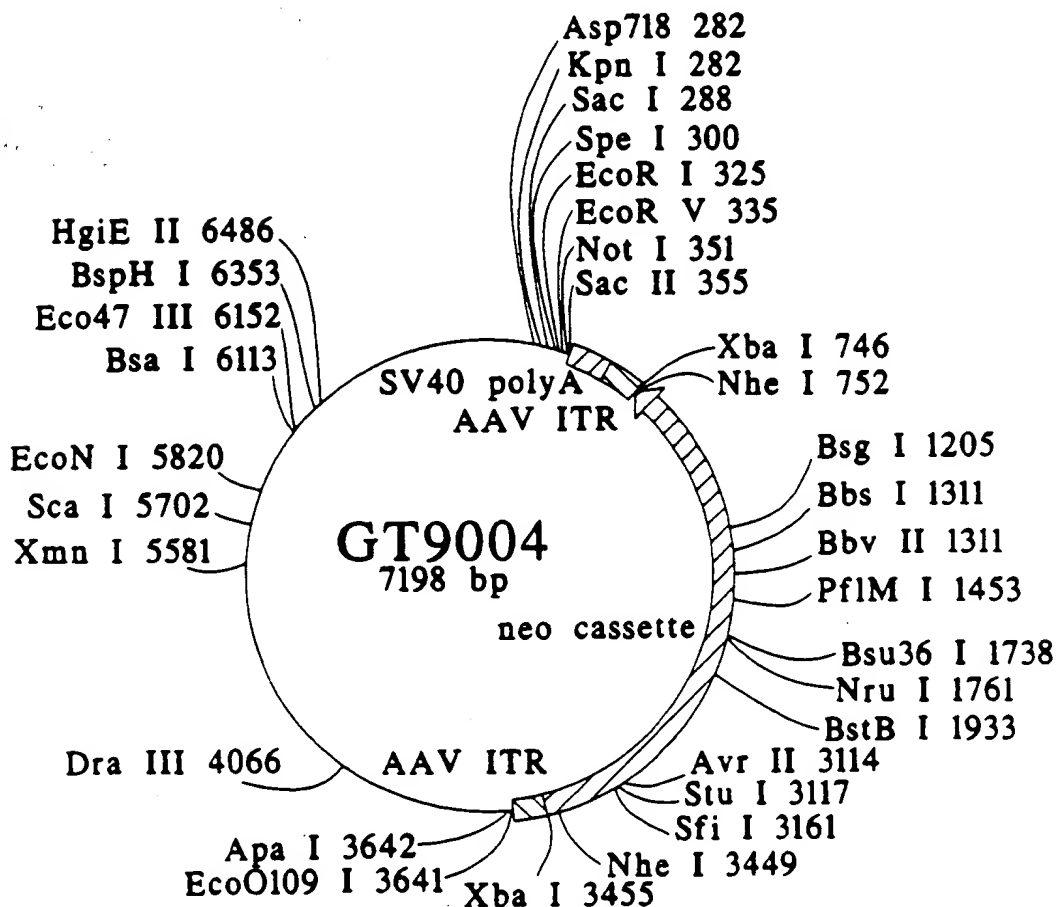 Asp718 282
Kpn I 282
Sac I 288
Spe I 300
EcoR I 325
EcoR V 335
Not I 351
Sac II 355
HgiE II 6486
BspH I 6353
Eco47 III 6152
Bsa I 6113
Xba I 746
Nhe I 752
SV40 polyA
AAV ITR
EcoN I 5820
Sca I 5702
Xmn I 5581
Bsg I 1205
Bbs I 1311
Bbv II 1311
PflM I 1453
GT9004
7198 bp
neo cassette
Bsu36 I 1738
Nru I 1761
BstB I 1933
Dra III 4066
AAV ITR
Avr II 3114
Stu I 3117
Sfi I 3161
Apa I 3642
EcoO109 I 3641
Xba I 3455
Nhe I 3449